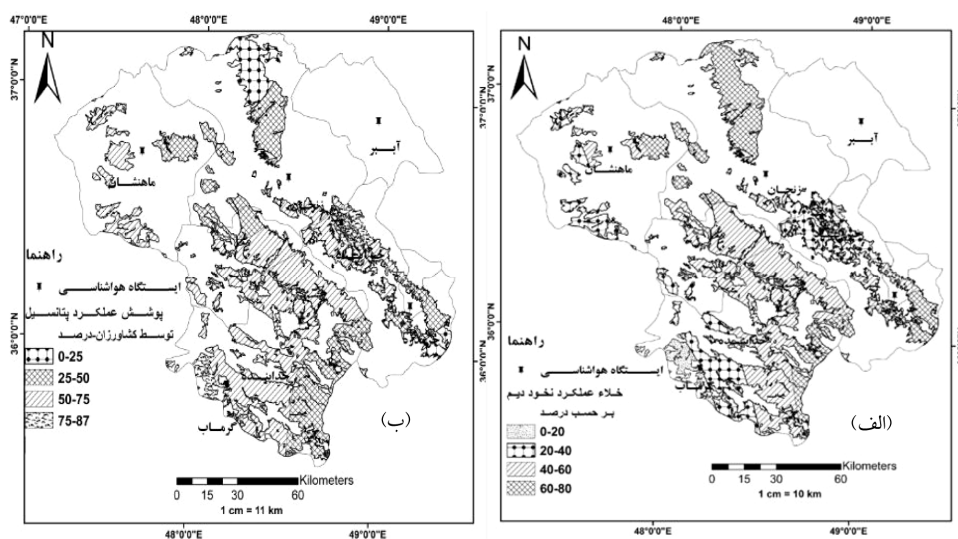 47°0'0"E 48°0'0"E 49°0'0"E
N
37°0'0"N
36°0'0"N
ماهنشان
آببر
گرماب
راهنما
ایستگاه هواشناسی
پوشش عملکرد پتانسیل
توسط کشاورزان-درصد
0-25
25-50
50-75
75-87
(ب)
Kilometers
0 15 30 60
1 cm = 11 km
48°0'0"E 49°0'0"E
48°0'0"E 49°0'0"E
N
37°0'0"N
36°0'0"N
آببر
ماهنشان
زنجان
راهنما
ایستگاه هواشناسی
خلاء عملکرد نخود دیم
بر حسب درصد
0-20
20-40
40-60
60-80
(الف)
Kilometers
0 15 30 60
1 cm = 10 km
48°0'0"E 49°0'0"E